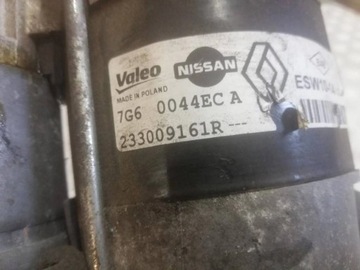 Valeo NISSAN
MADE IN POLAND
7G6 0044EC A
233009161R---